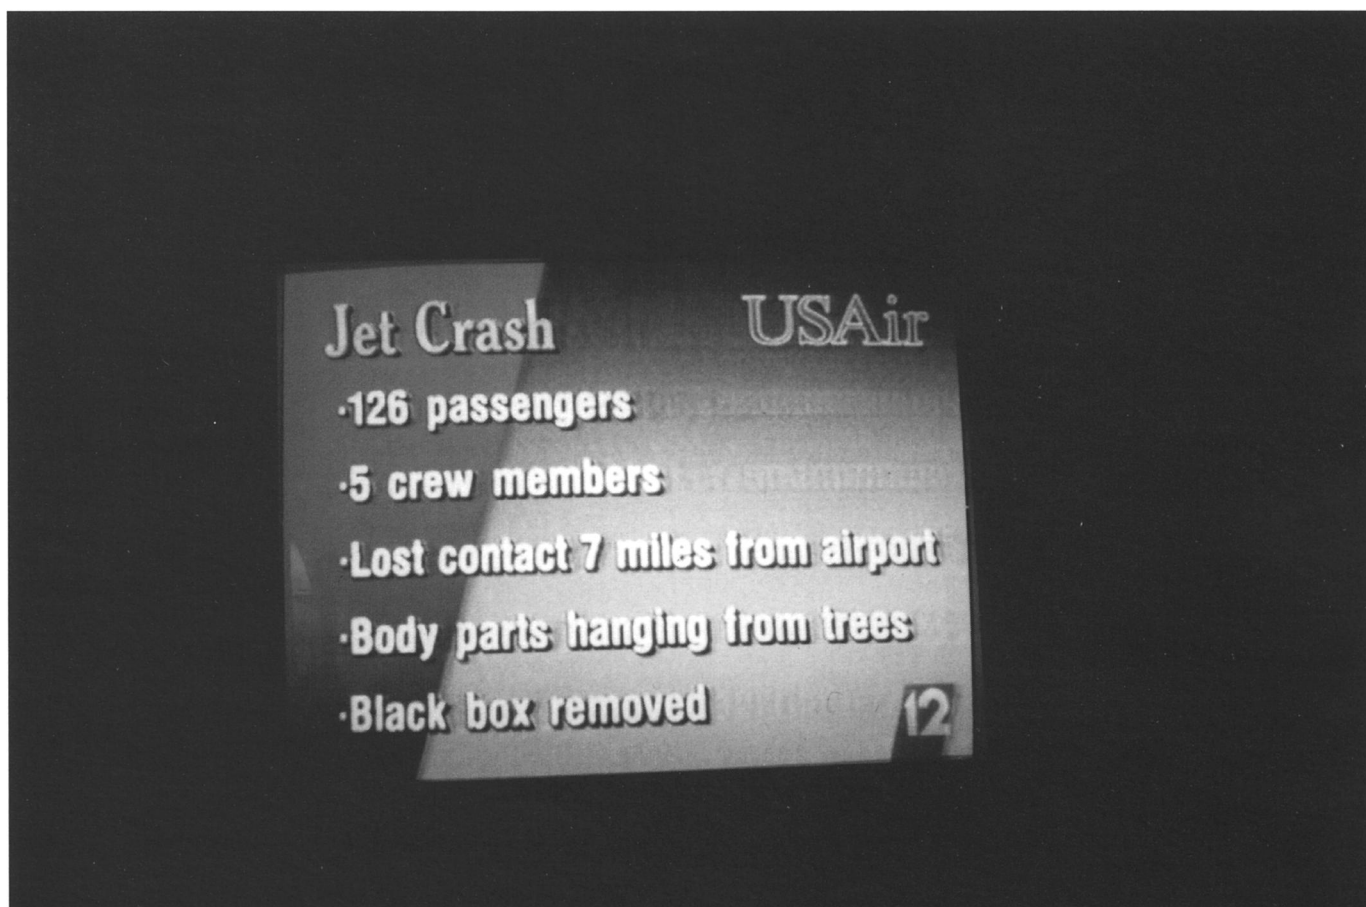 Jet Crash USAir
·126 passengers
·5 crew members
·Lost contact 7 miles from airport
·Body parts hanging from trees
·Black box removed
12